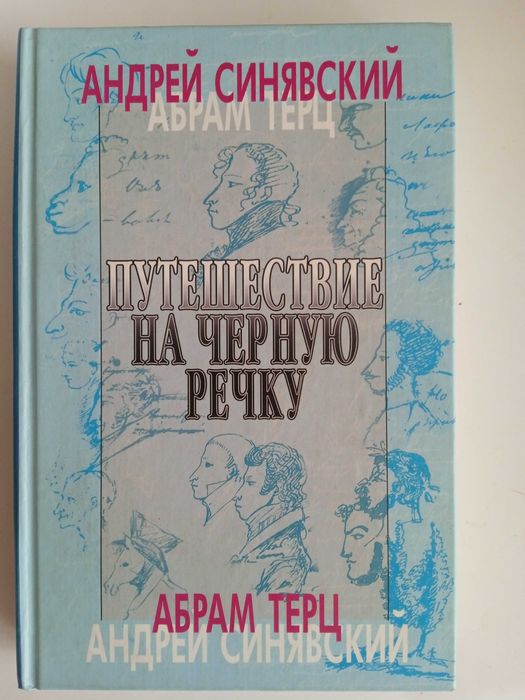 АНДРЕЙ СИНЯВСКИЙ
АБРАМ ТЕРЦ
ПУТЕШЕСТВИЕ
НА ЧЕРНУЮ
РЕЧКУ
АБРАМ ТЕРЦ
АНДРЕЙ СИНЯВСКИЙ